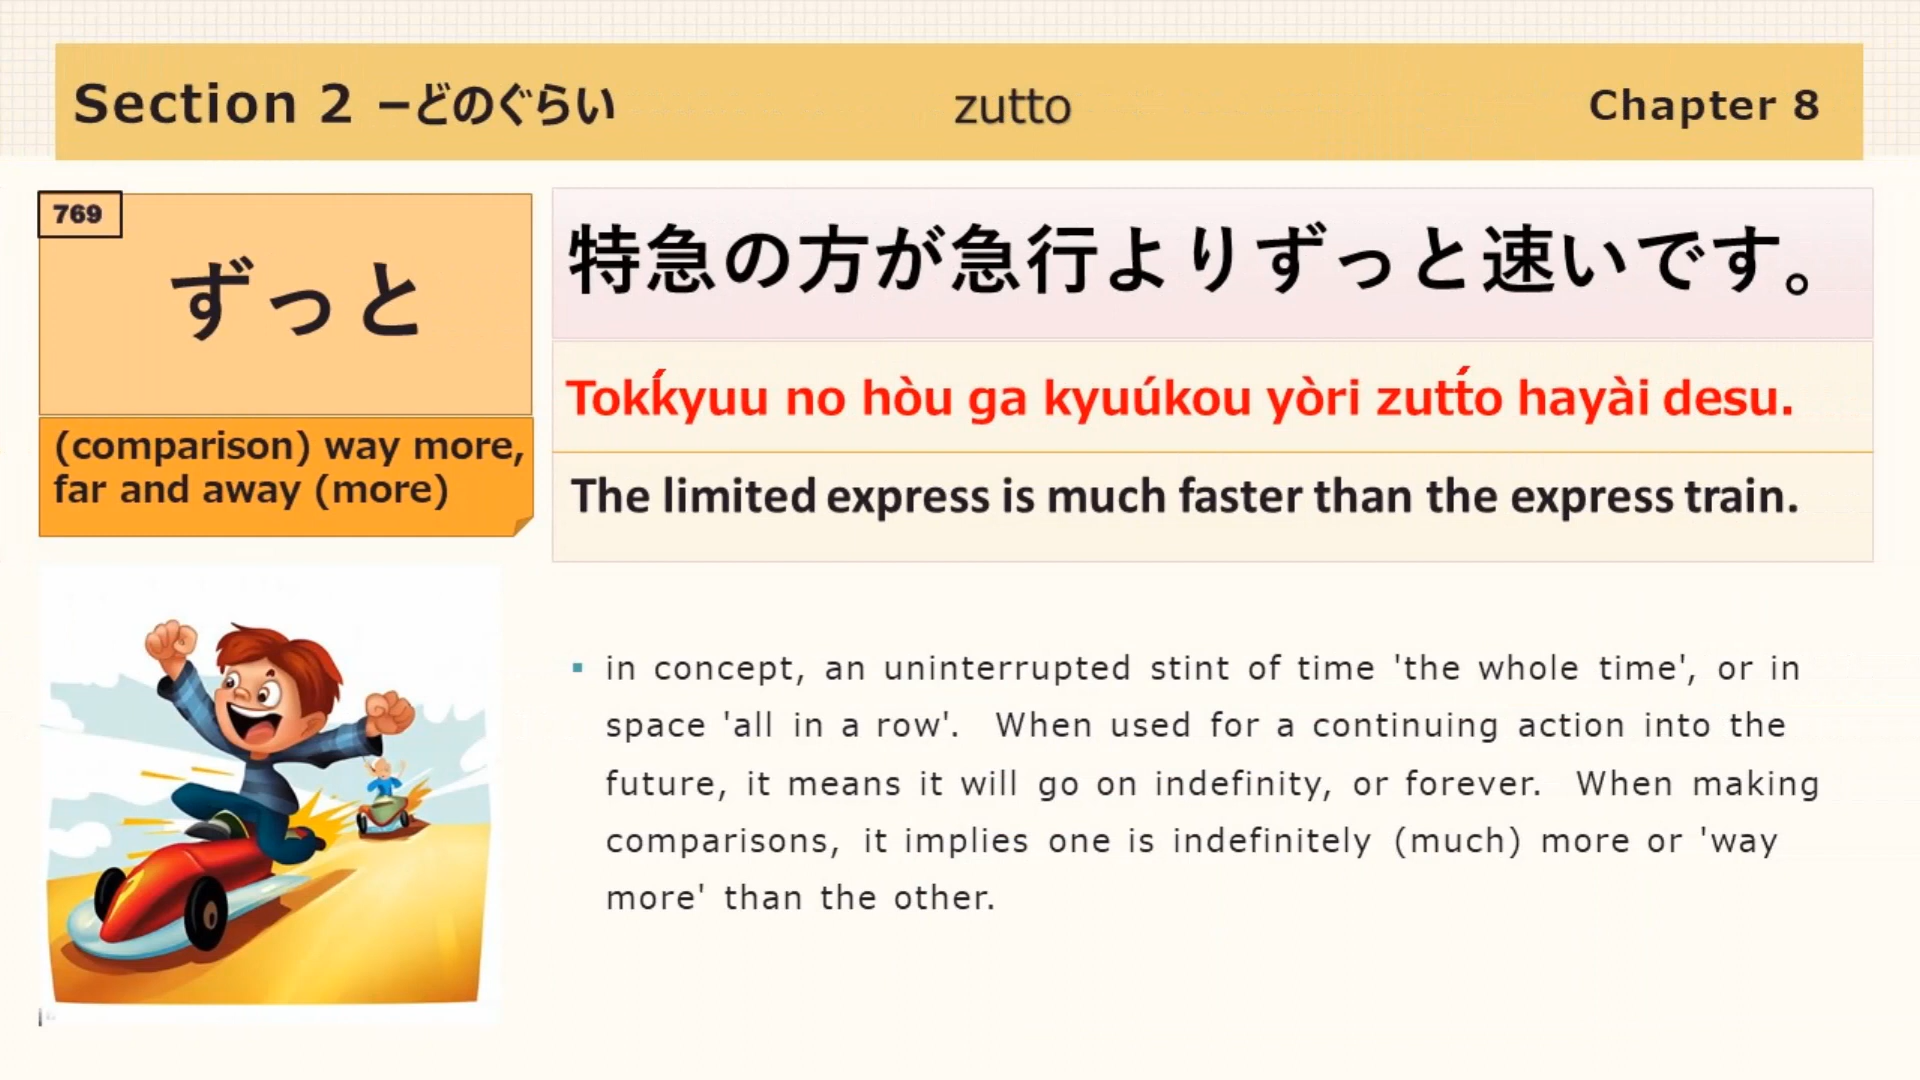 Section 2 –どのぐらい
zutto
Chapter 8
769
ずっと
(comparison) way more,
far and away (more)
特急の方が急行よりずっと速いです。
Tokḱyuu no hòu ga kyuúkou yòri zutt́o hayài desu.
The limited express is much faster than the express train.
▪ in concept, an uninterrupted stint of time 'the whole time', or in
space 'all in a row'.  When used for a continuing action into the
future, it means it will go on indefinity, or forever.  When making
comparisons, it implies one is indefinitely (much) more or 'way
more' than the other.